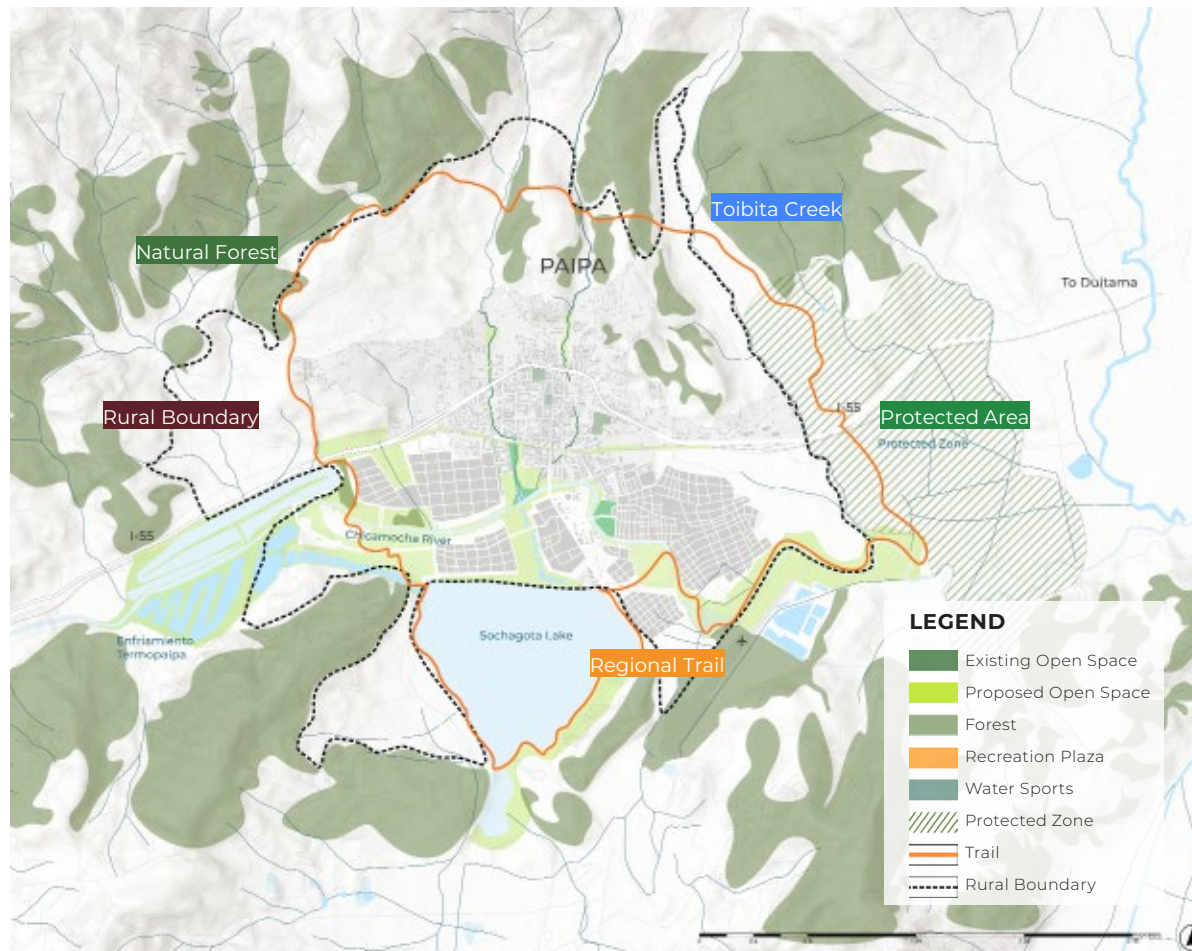 Toibita Creek
Natural Forest
PAIPA
To Duitama
Rural Boundary
I-55
Protected Area
Protected Zone
I-55
Chicamoche River
Enfriamiento
Termopaipa
Sochagota Lake
Regional Trail
LEGEND
Existing Open Space
Proposed Open Space
Forest
Recreation Plaza
Water Sports
Protected Zone
Trail
Rural Boundary